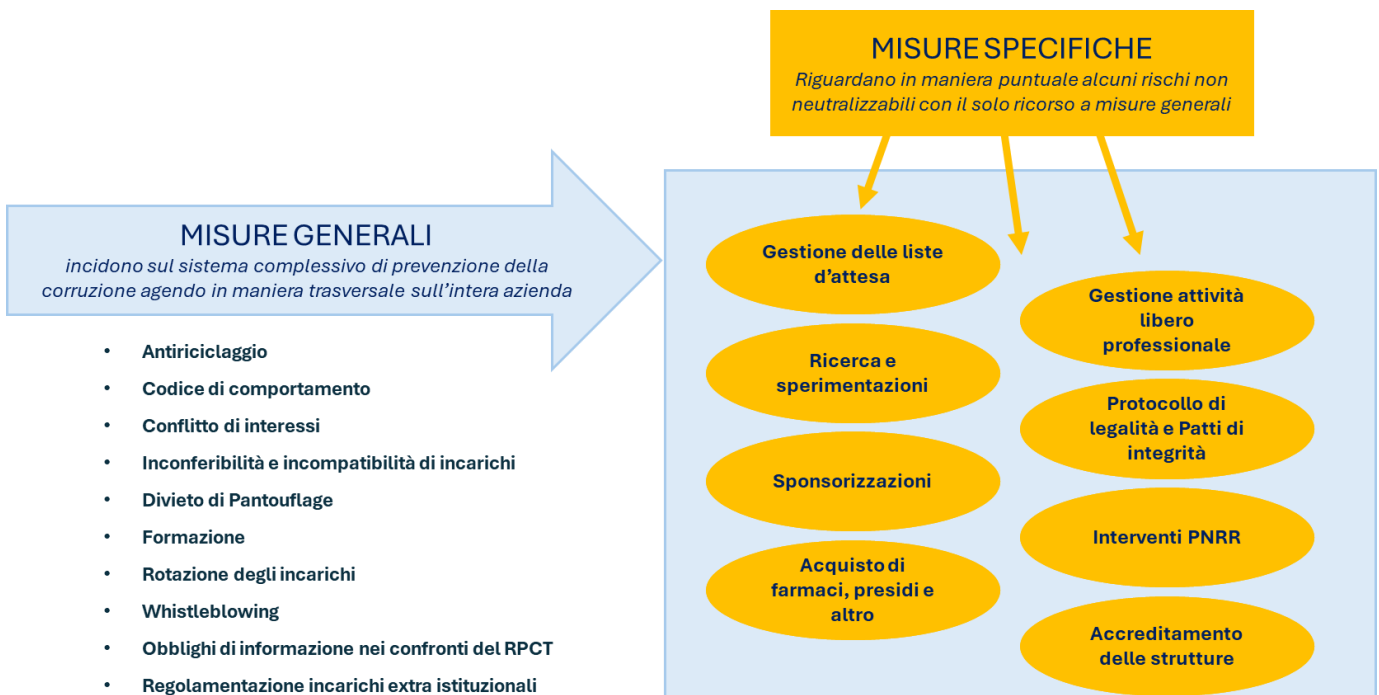 MISURE SPECIFICHE
Riguardano in maniera puntuale alcuni rischi non
neutralizzabili con il solo ricorso a misure generali
MISURE GENERALI
incidono sul sistema complessivo di prevenzione della
corruzione agendo in maniera trasversale sull'intera azienda
• Antiriciclaggio
• Codice di comportamento
• Conflitto di interessi
• Inconferibilità e incompatibilità di incarichi
• Divieto di Pantouflage
• Formazione
• Rotazione degli incarichi
• Whistleblowing
• Obblighi di informazione nei confronti del RPCT
• Regolamentazione incarichi extra istituzionali
Gestione delle liste
d'attesa
Ricerca e
sperimentazioni
Sponsorizzazioni
Acquisto di
farmaci, presidi e
altro
Gestione attività
libero
professionale
Protocollo di
legalità e Patti di
integrità
Interventi PNRR
Accreditamento
delle strutture